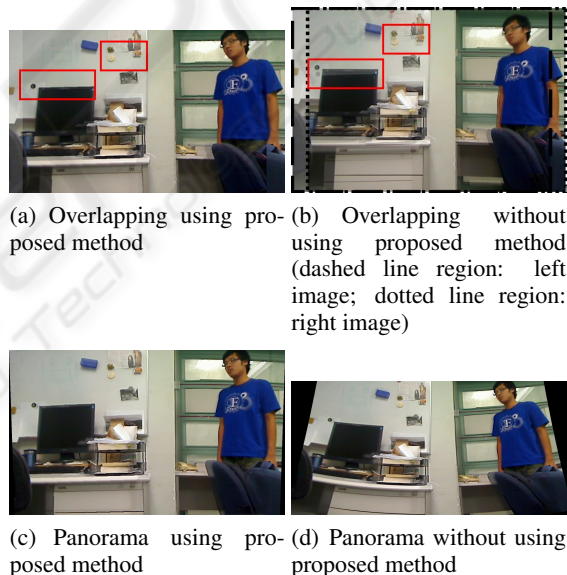 (a) Overlapping using pro-
posed method
(b) Overlapping without
using proposed method
(dashed line region: left
image; dotted line region:
right image)
(c) Panorama using pro-
posed method
(d) Panorama without using
proposed method